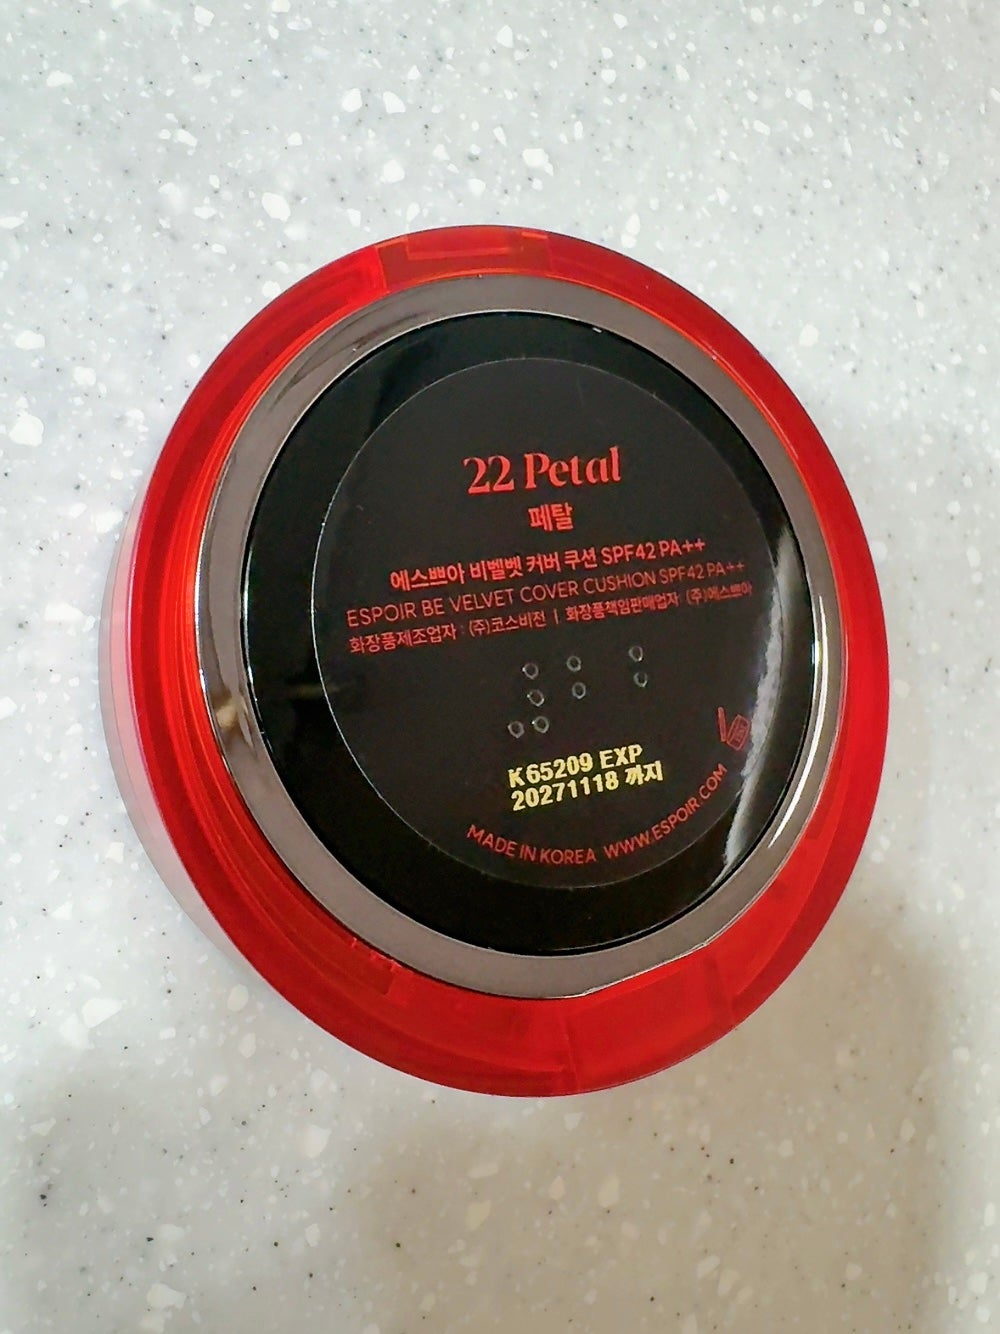 22 Petal
페탈
에스쁘아 비벨벳 커버 쿠션 SPF42 PA++
ESPOIR BE VELVET COVER CUSHION SPF42 PA++
화장품제조업자 : (주)코스비전 | 화장품책임판매업자 (주)에스쁘아
K65209 EXP
20271118 까지
MADE IN KOREA WWW.ESPOIR.COM